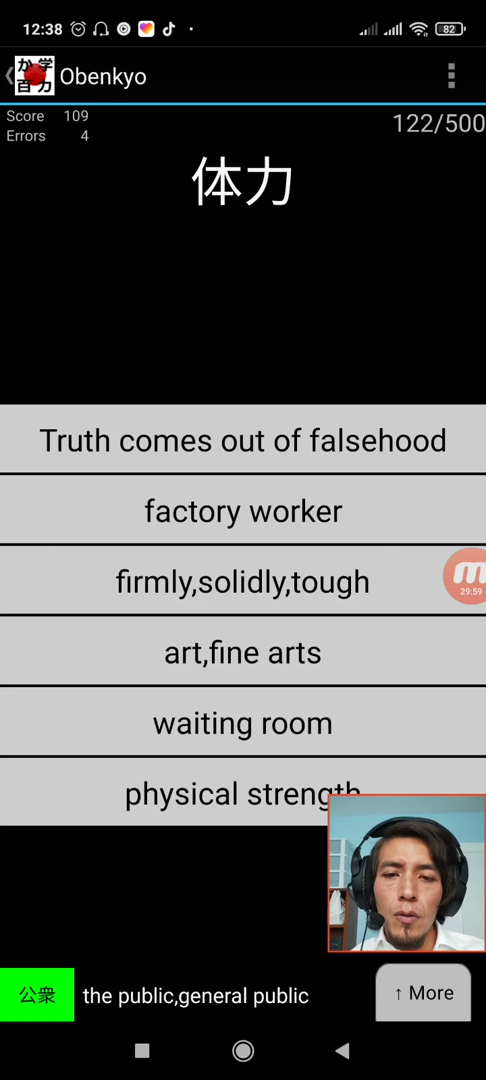 12:38
82
か学
百力
Obenkyo
Score 109
Errors 4
122/500
体力
Truth comes out of falsehood
factory worker
firmly,solidly,tough
29:59
art,fine arts
waiting room
physical strength
公衆 the public,general public
↑ More